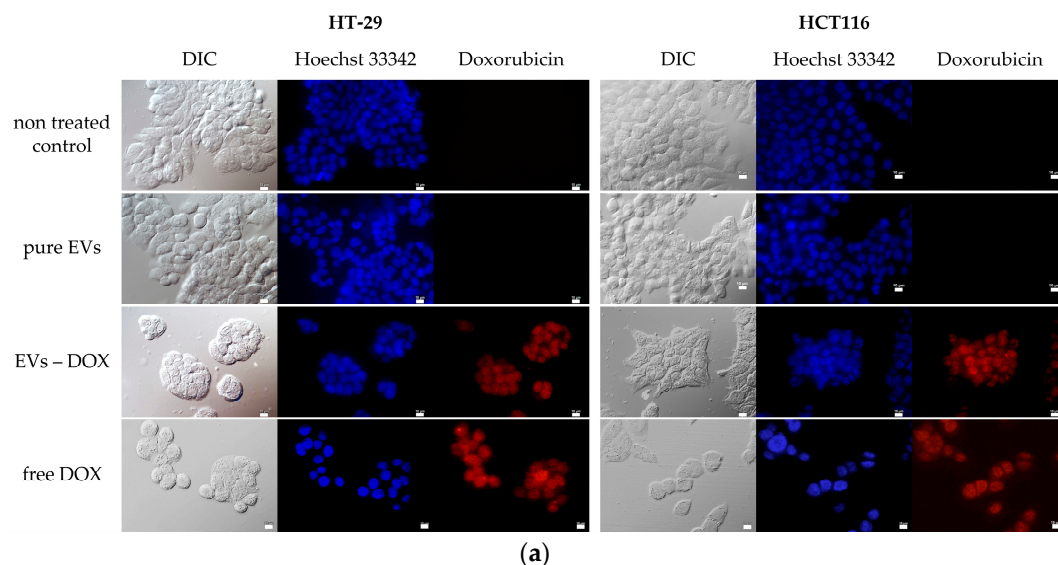 HT-29 HCT116
DIC Hoechst 33342 Doxorubicin DIC Hoechst 33342 Doxorubicin
non treated
control
pure EVs
EVs – DOX
free DOX
(a)